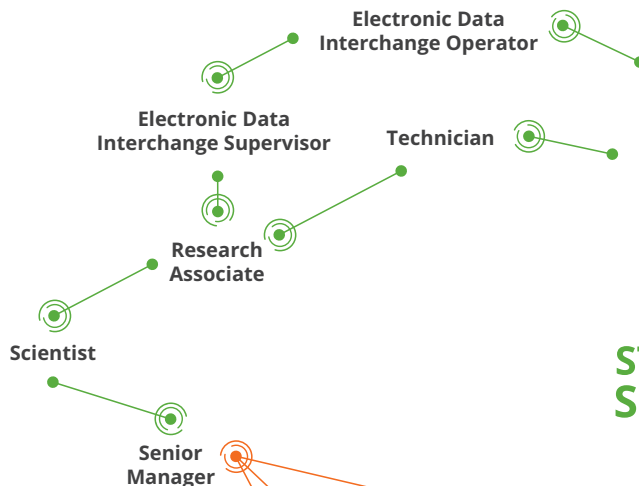 Electronic Data
Interchange Operator
Electronic Data
Interchange Supervisor
Technician
Research
Associate
Scientist
Senior
Manager